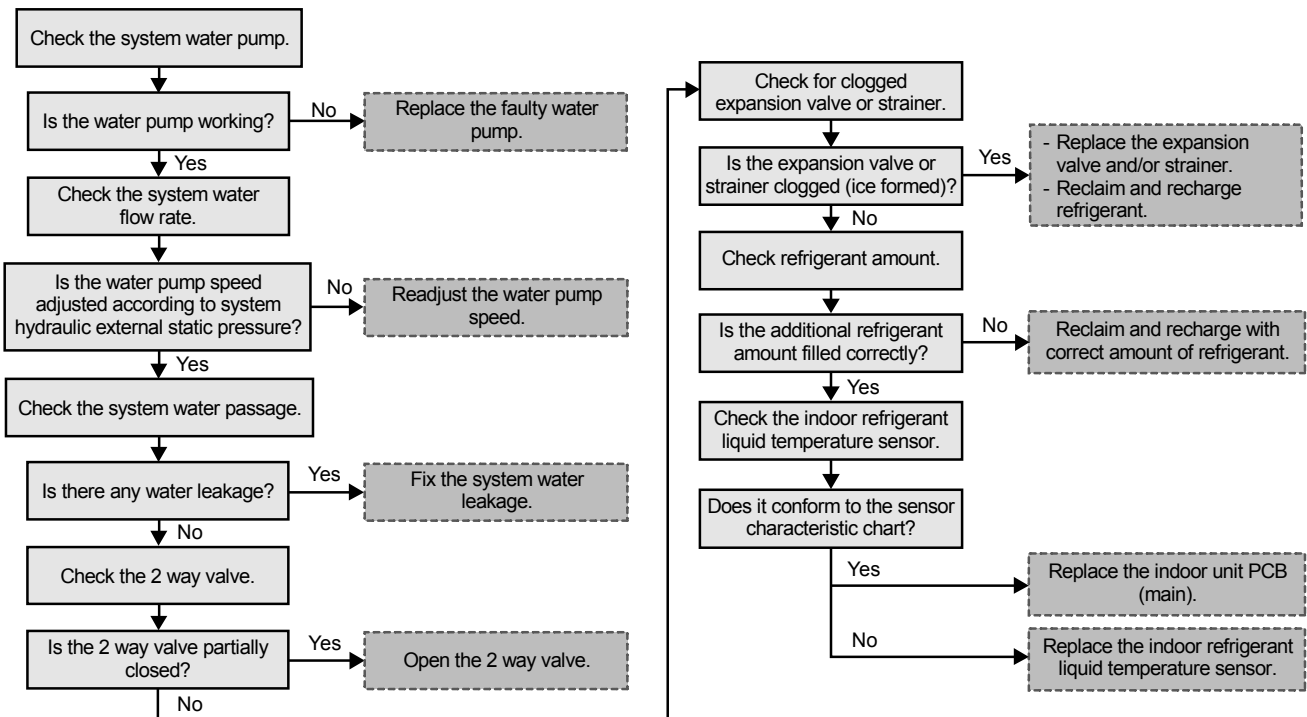 Check the system water pump.
Is the water pump working?
No
Replace the faulty water
pump.
Yes
Check the system water
flow rate.
Is the water pump speed
adjusted according to system
hydraulic external static pressure?
No
Readjust the water pump
speed.
Yes
Check the system water passage.
Is there any water leakage?
Yes
Fix the system water
leakage.
No
Check the 2 way valve.
Is the 2 way valve partially
closed?
Yes
Open the 2 way valve.
No
Check for clogged
expansion valve or strainer.
Is the expansion valve or
strainer clogged (ice formed)?
Yes
- Replace the expansion
valve and/or strainer.
- Reclaim and recharge
refrigerant.
No
Check refrigerant amount.
Is the additional refrigerant
amount filled correctly?
No
Reclaim and recharge with
correct amount of refrigerant.
Yes
Check the indoor refrigerant
liquid temperature sensor.
Does it conform to the sensor
characteristic chart?
Yes
Replace the indoor unit PCB
(main).
No
Replace the indoor refrigerant
liquid temperature sensor.